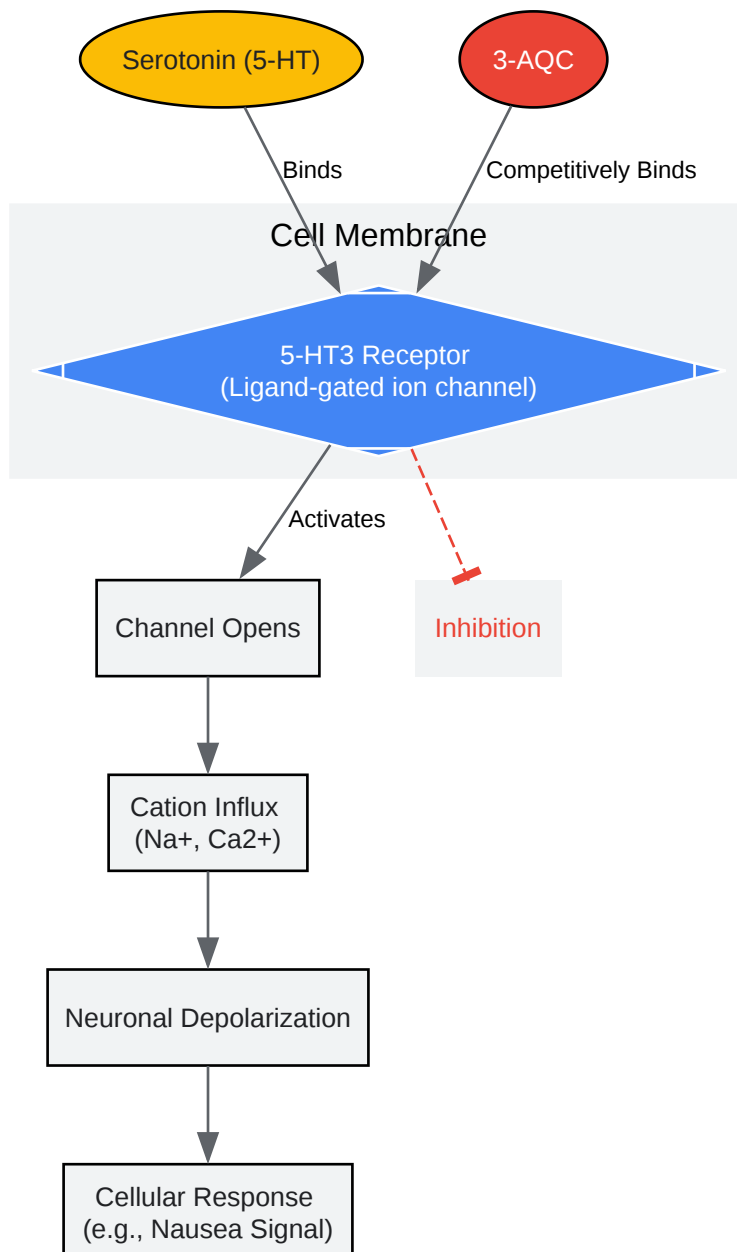 Serotonin (5-HT)
3-AQC
Binds
Competitively Binds
Cell Membrane
5-HT3 Receptor
(Ligand-gated ion channel)
Activates
Channel Opens
Inhibition
Cation Influx
(Na+, Ca2+)
Neuronal Depolarization
Cellular Response
(e.g., Nausea Signal)